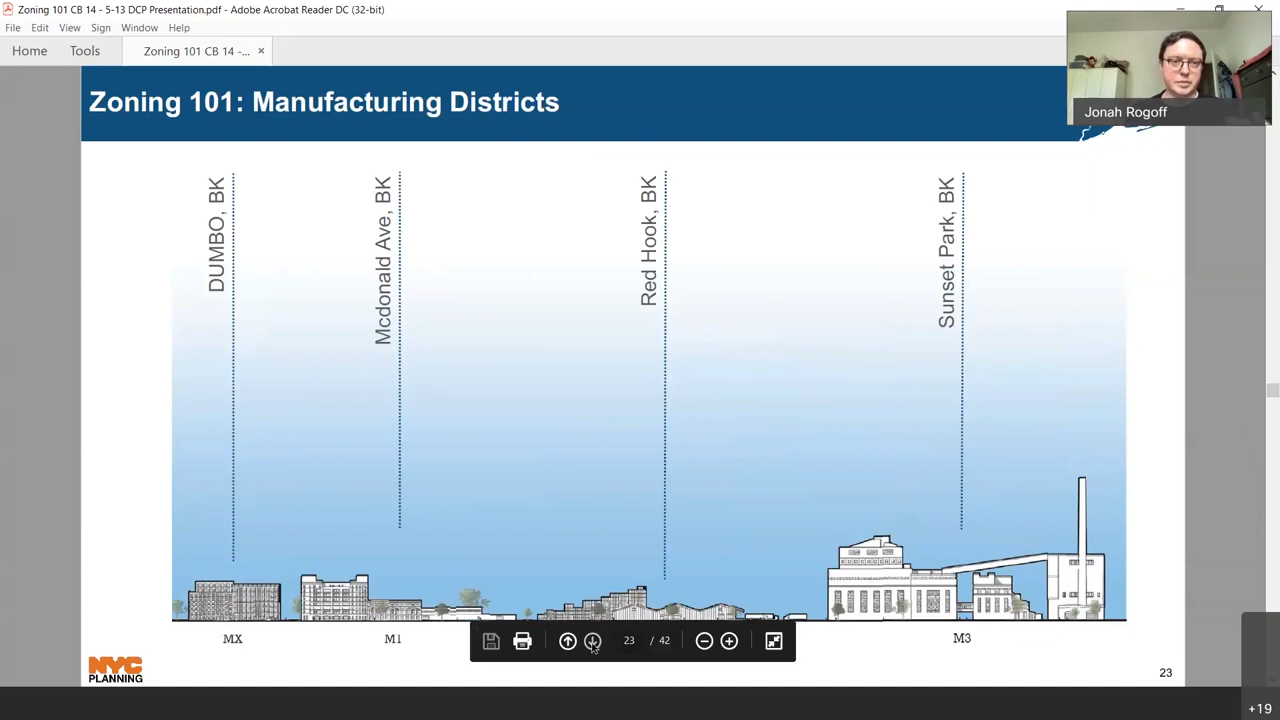 Zoning 101 CB 14 - 5-13 DCP Presentation.pdf - Adobe Acrobat Reader DC (32-bit)
File Edit View Sign Window Help
Home Tools Zoning 101 CB 14 -... ×
Jonah Rogoff
Zoning 101: Manufacturing Districts
DUMBO, BK
Mcdonald Ave, BK
Red Hook, BK
Sunset Park, BK
MX M1 M3
23 / 42
NYC
PLANNING
23
+19